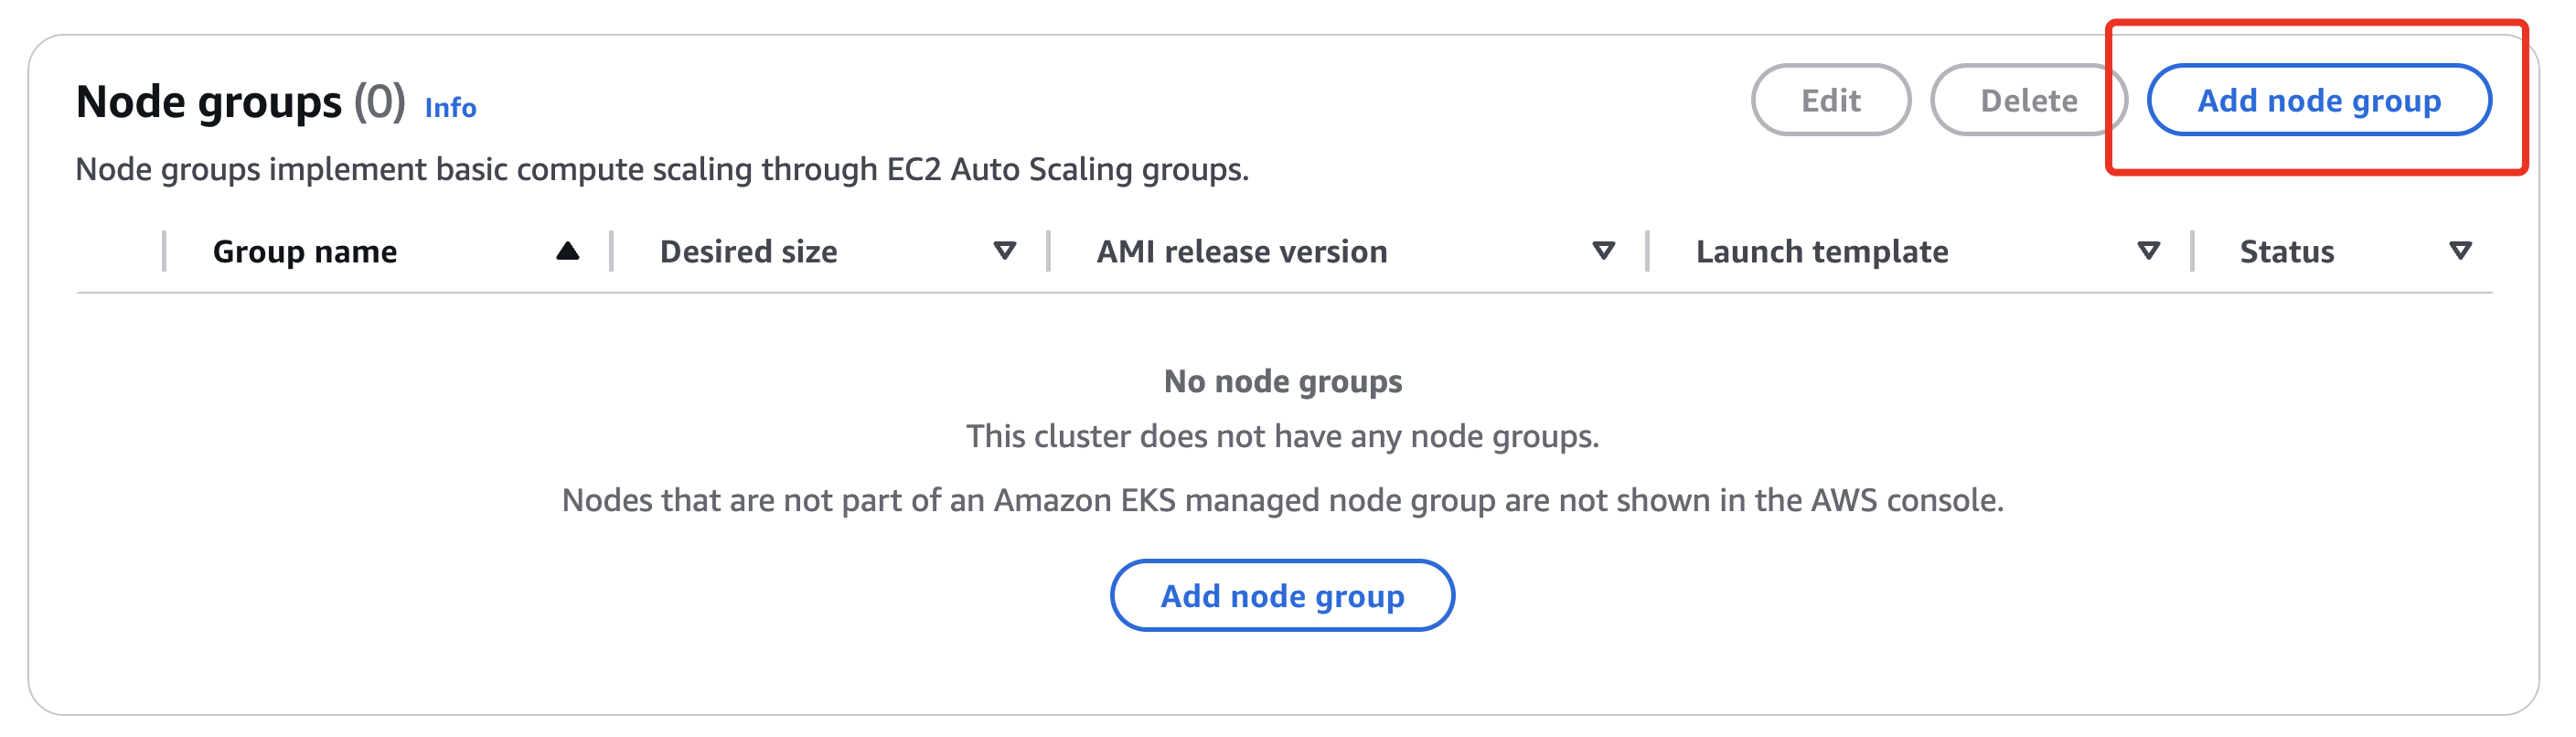 Node groups (0) Info
Edit
Delete
Add node group
Node groups implement basic compute scaling through EC2 Auto Scaling groups.
Group name
Desired size
AMI release version
Launch template
Status
No node groups
This cluster does not have any node groups.
Nodes that are not part of an Amazon EKS managed node group are not shown in the AWS console.
Add node group